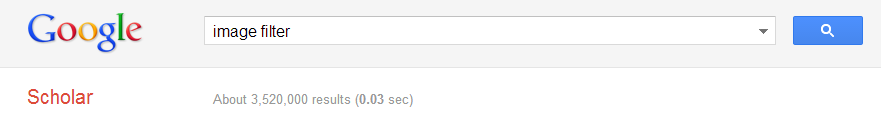 Google
image filter
Scholar
About 3,520,000 results (0.03 sec)